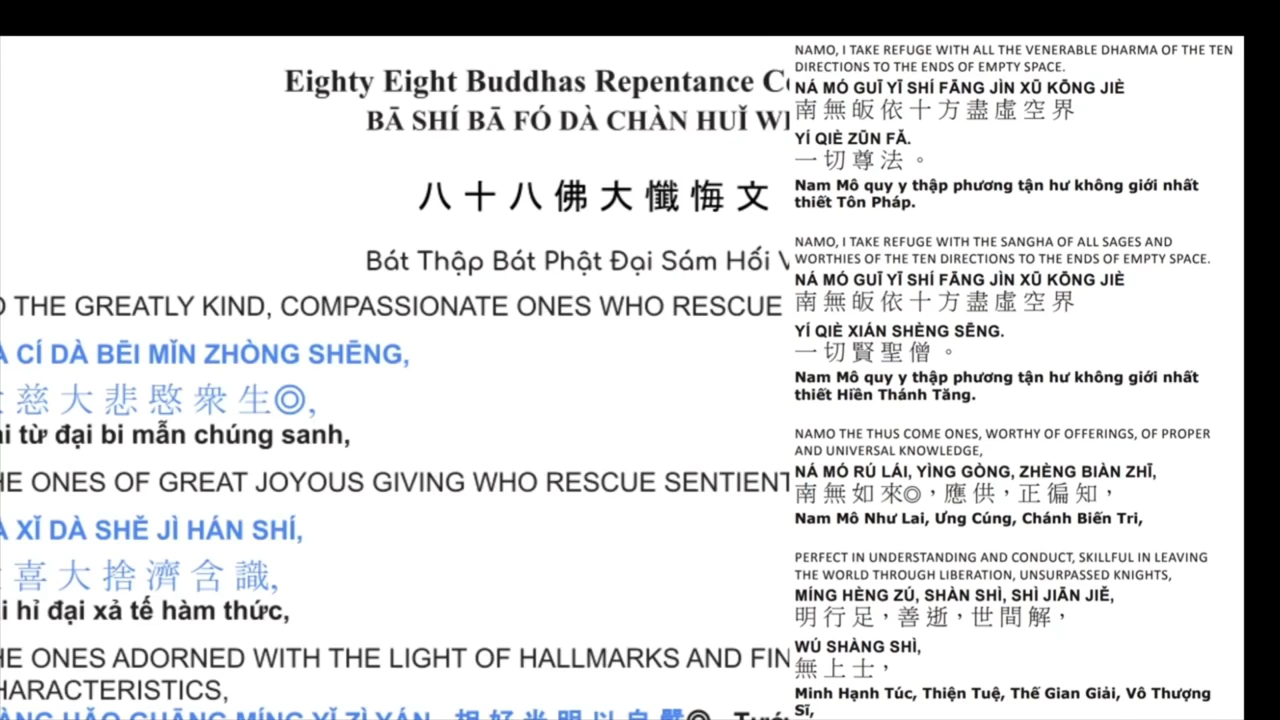 Eighty Eight Buddhas Repentance
BĀ SHÍ BĀ FÓ DÀ CHÀN HUǏ
八十八佛大懺悔文
Bát Thập Bát Phật Đại Sám Hối
THE GREATLY KIND, COMPASSIONATE ONES WHO RESCUE
CÍ DÀ BĒI MǏN ZHÒNG SHĒNG,
慈大悲愍衆生◎,
từ đại bi mẫn chúng sanh,
ONES OF GREAT JOYOUS GIVING WHO RESCUE SENTIENT
XǏ DÀ SHĚ JÌ HÁN SHÍ,
喜大捨濟含識,
hỉ đại xả tế hàm thức,
ONES ADORNED WITH THE LIGHT OF HALLMARKS AND
HARACTERISTICS,
NAMO, I TAKE REFUGE WITH ALL THE VENERABLE DHARMA OF THE TEN
DIRECTIONS TO THE ENDS OF EMPTY SPACE.
NÁ MÓ GUĪ YĪ SHÍ FĀNG JÌN XŪ KŌNG JIÈ
南無皈依十方盡虛空界
YÍ QIÈ ZŪN FǍ.
一切尊法。
Nam Mô quy y thập phương tận hư không giới nhất
thiết Tôn Pháp.
NAMO, I TAKE REFUGE WITH THE SANGHA OF ALL SAGES AND
WORTHIES OF THE TEN DIRECTIONS TO THE ENDS OF EMPTY SPACE.
NÁ MÓ GUĪ YĪ SHÍ FĀNG JÌN XŪ KŌNG JIÈ
南無皈依十方盡虛空界
YÍ QIÈ XIÁN SHÈNG SĒNG.
一切賢聖僧。
Nam Mô quy y thập phương tận hư không giới nhất
thiết Hiền Thánh Tăng.
NAMO THE THUS COME ONES, WORTHY OF OFFERINGS, OF PROPER
AND UNIVERSAL KNOWLEDGE,
NÁ MÓ RÚ LÁI, YÌNG GÒNG, ZHÈNG BIÀN ZHĪ,
南無如來◎，應供，正徧知，
Nam Mô Như Lai, Ưng Cúng, Chánh Biến Tri,
PERFECT IN UNDERSTANDING AND CONDUCT, SKILLFUL IN LEAVING
THE WORLD THROUGH LIBERATION, UNSURPASSED KNIGHTS,
MÍNG HÈNG ZÚ, SHÀN SHÌ, SHÌ JIĀN JIĚ,
明行足，善逝，世間解，
WÚ SHÀNG SHÌ,
無上士，
Minh Hạnh Túc, Thiện Tuệ, Thế Gian Giải, Vô Thượng
Sĩ,